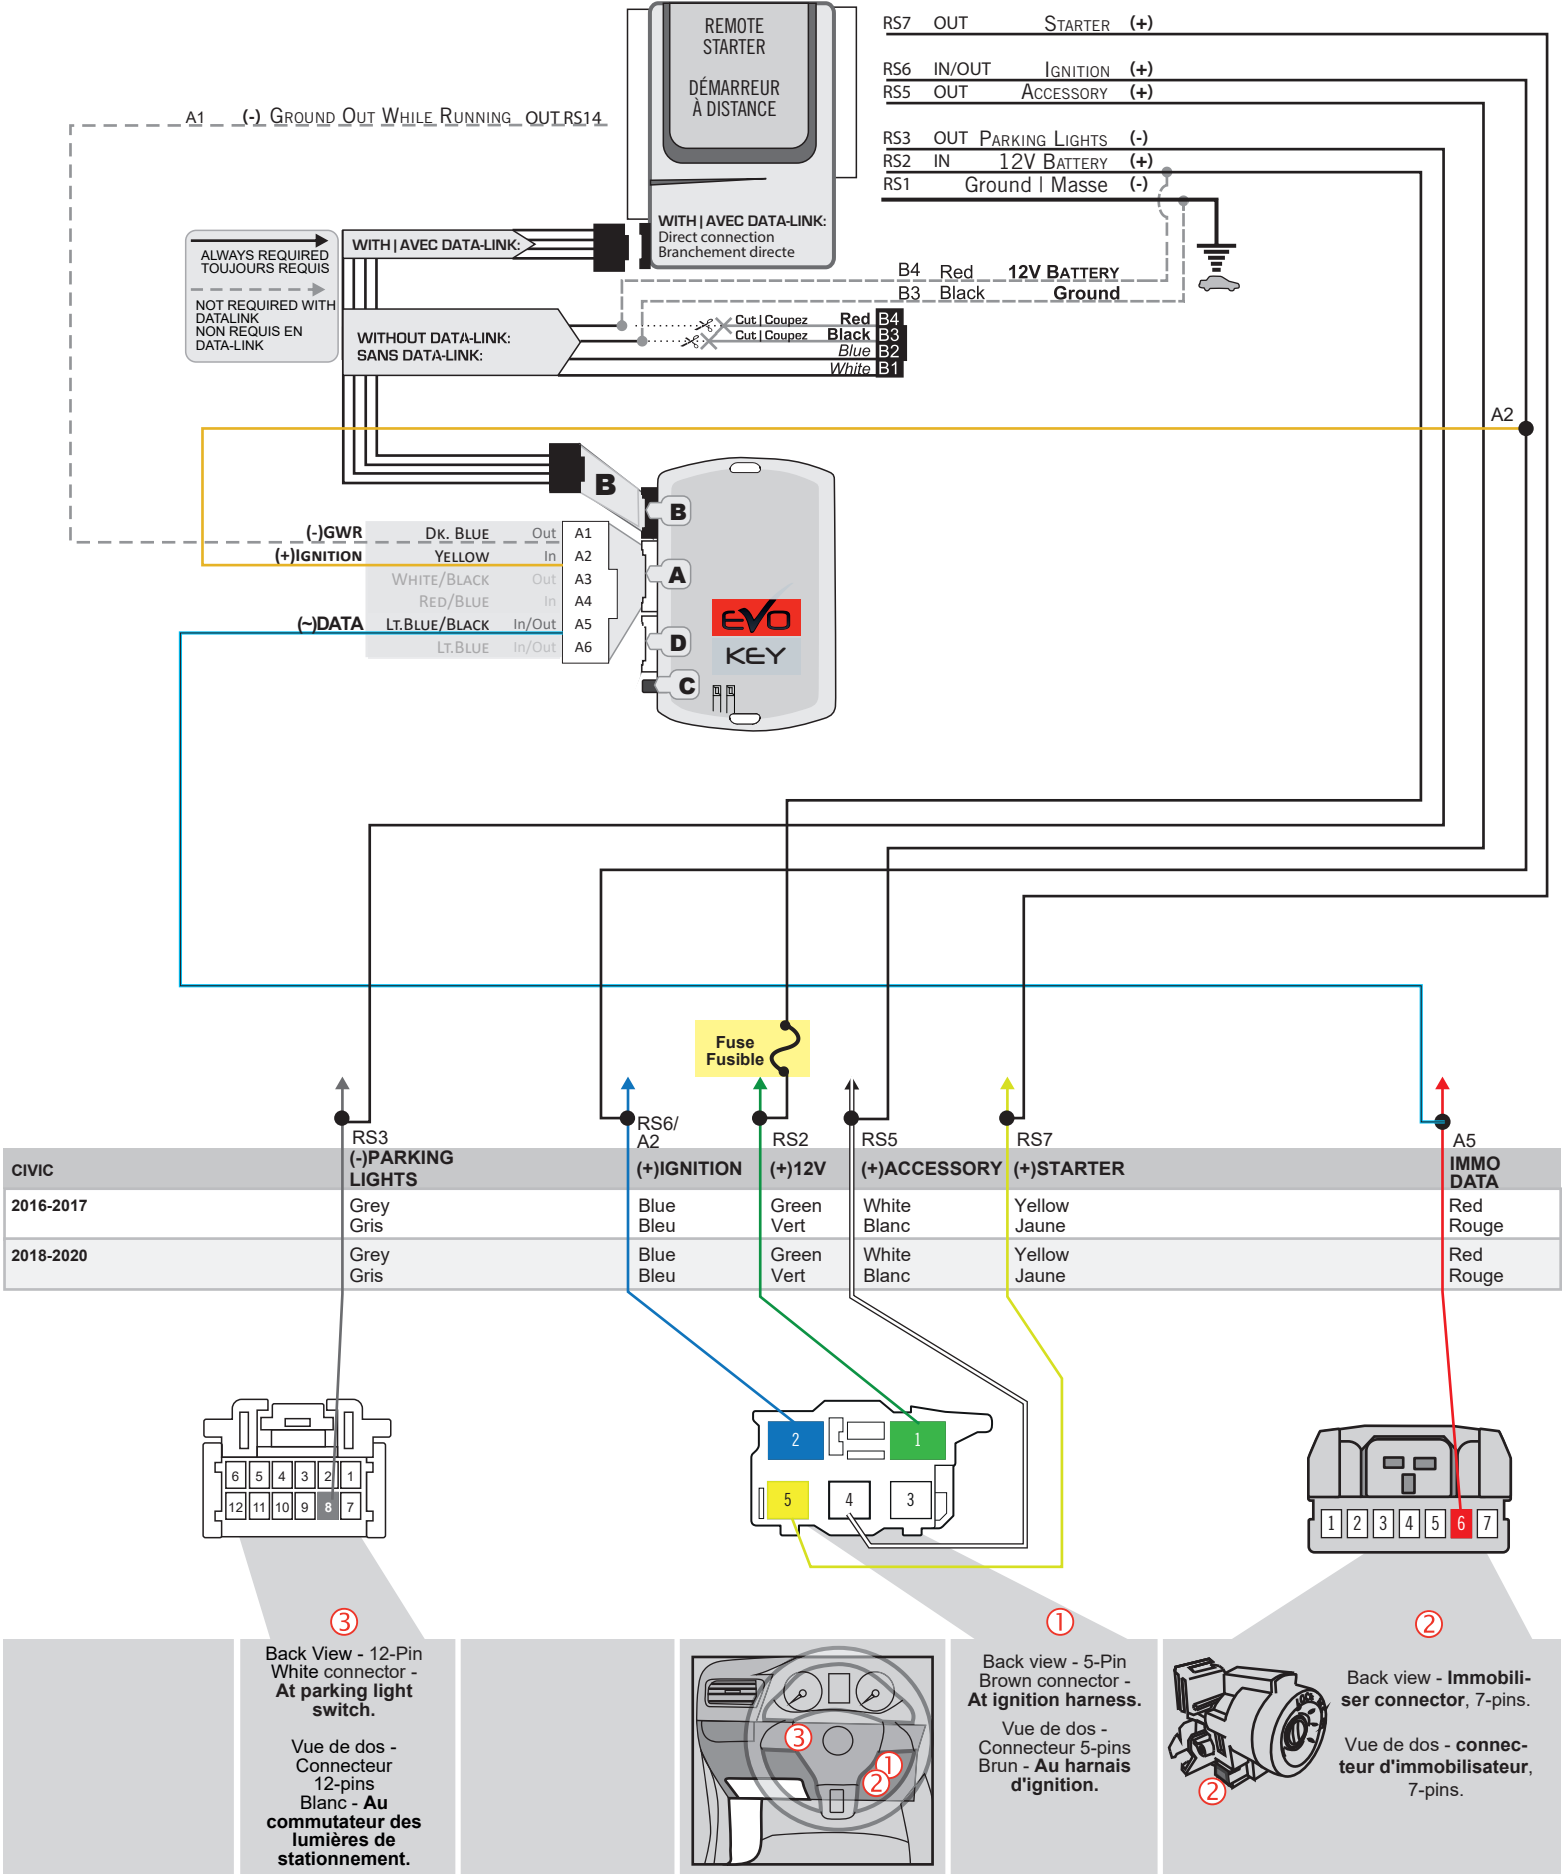 REMOTE
STARTER
DÉMARREUR
À DISTANCE
RS7 OUT STARTER (+)
RS6 IN/OUT IGNITION (+)
RS5 OUT ACCESSORY (+)
A1 (-) GROUND OUT WHILE RUNNING OUT RS14
RS3 OUT PARKING LIGHTS (-)
RS2 IN 12V BATTERY (+)
RS1 Ground | Masse (-)
WITH | AVEC DATA-LINK:
Direct connection
Branchement directe
ALWAYS REQUIRED
TOUJOURS REQUIS
NOT REQUIRED WITH
DATALINK
NON REQUIS EN
DATA-LINK
WITH | AVEC DATA-LINK:
B4 Red 12V BATTERY
B3 Black Ground
WITHOUT DATA-LINK:
SANS DATA-LINK:
Cut | Coupez Red B4
Cut | Coupez Black B3
Blue B2
White B1
A2
B
B
A
D
C
EVO
KEY
(-)GWR DK. BLUE Out A1
(+)IGNITION YELLOW In A2
WHITE/BLACK Out A3
RED/BLUE In A4
(~)DATA LT.BLUE/BLACK In/Out A5
LT.BLUE In/Out A6
Fuse
Fusible
RS3
RS6/
A2
RS2
RS5
RS7
A5
CIVIC
(-)PARKING
LIGHTS
(+)IGNITION
(+)12V
(+)ACCESSORY
(+)STARTER
IMMO
DATA
2016-2017
Grey Blue Green White Yellow Red
Gris Bleu Vert Blanc Jaune Rouge
2018-2020
Grey Blue Green White Yellow Red
Gris Bleu Vert Blanc Jaune Rouge
6 5 4 3 2 1
12 11 10 9 8 7
2 1
5 4 3
1 2 3 4 5 6 7
3
Back View - 12-Pin
White connector -
At parking light
switch.
Vue de dos -
Connecteur
12-pins
Blanc - Au
commutateur des
lumières de
stationnement.
3
1
2
1
Back view - 5-Pin
Brown connector -
At ignition harness.
Vue de dos -
Connecteur 5-pins
Brun - Au harnais
d'ignition.
2
LOCK
2
Back view - Immobili-
ser connector, 7-pins.
Vue de dos - connec-
teur d'immobilisateur,
7-pins.